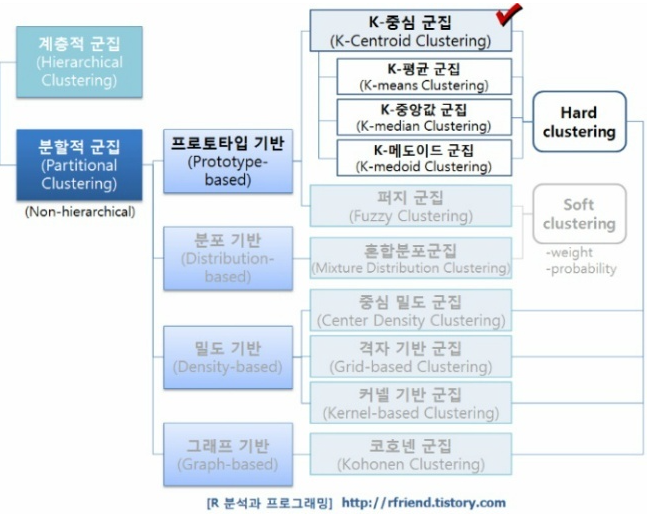 계층적 군집
(Hierarchical
Clustering)
분할적 군집
(Partitional
Clustering)
(Non-hierarchical)
프로토타입 기반
(Prototype-
based)
분포 기반
(Distribution-
based)
밀도 기반
(Density-based)
그래프 기반
(Graph-based)
K-중심 군집
(K-Centroid Clustering)
K-평균 군집
(K-means Clustering)
K-중앙값 군집
(K-median Clustering)
K-메도이드 군집
(K-medoid Clustering)
퍼지 군집
(Fuzzy Clustering)
혼합분포군집
(Mixture Distribution Clustering)
중심 밀도 군집
(Center Density Clustering)
격자 기반 군집
(Grid-based Clustering)
커넬 기반 군집
(Kernel-based Clustering)
코호넨 군집
(Kohonen Clustering)
Hard
clustering
Soft
clustering
-weight
-probability
[R 분석과 프로그래밍] http://rfriend.tistory.com